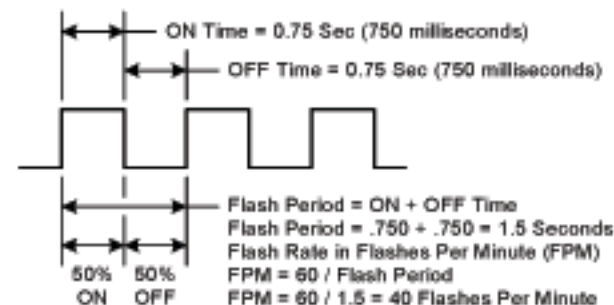 ON Time = 0.75 Sec (750 milliseconds)
OFF Time = 0.75 Sec (750 milliseconds)
Flash Period = ON + OFF Time
Flash Period = .750 + .750 = 1.5 Seconds
Flash Rate in Flashes Per Minute (FPM)
50% 50% FPM = 60 / Flash Period
ON OFF FPM = 60 / 1.5 = 40 Flashes Per Minute